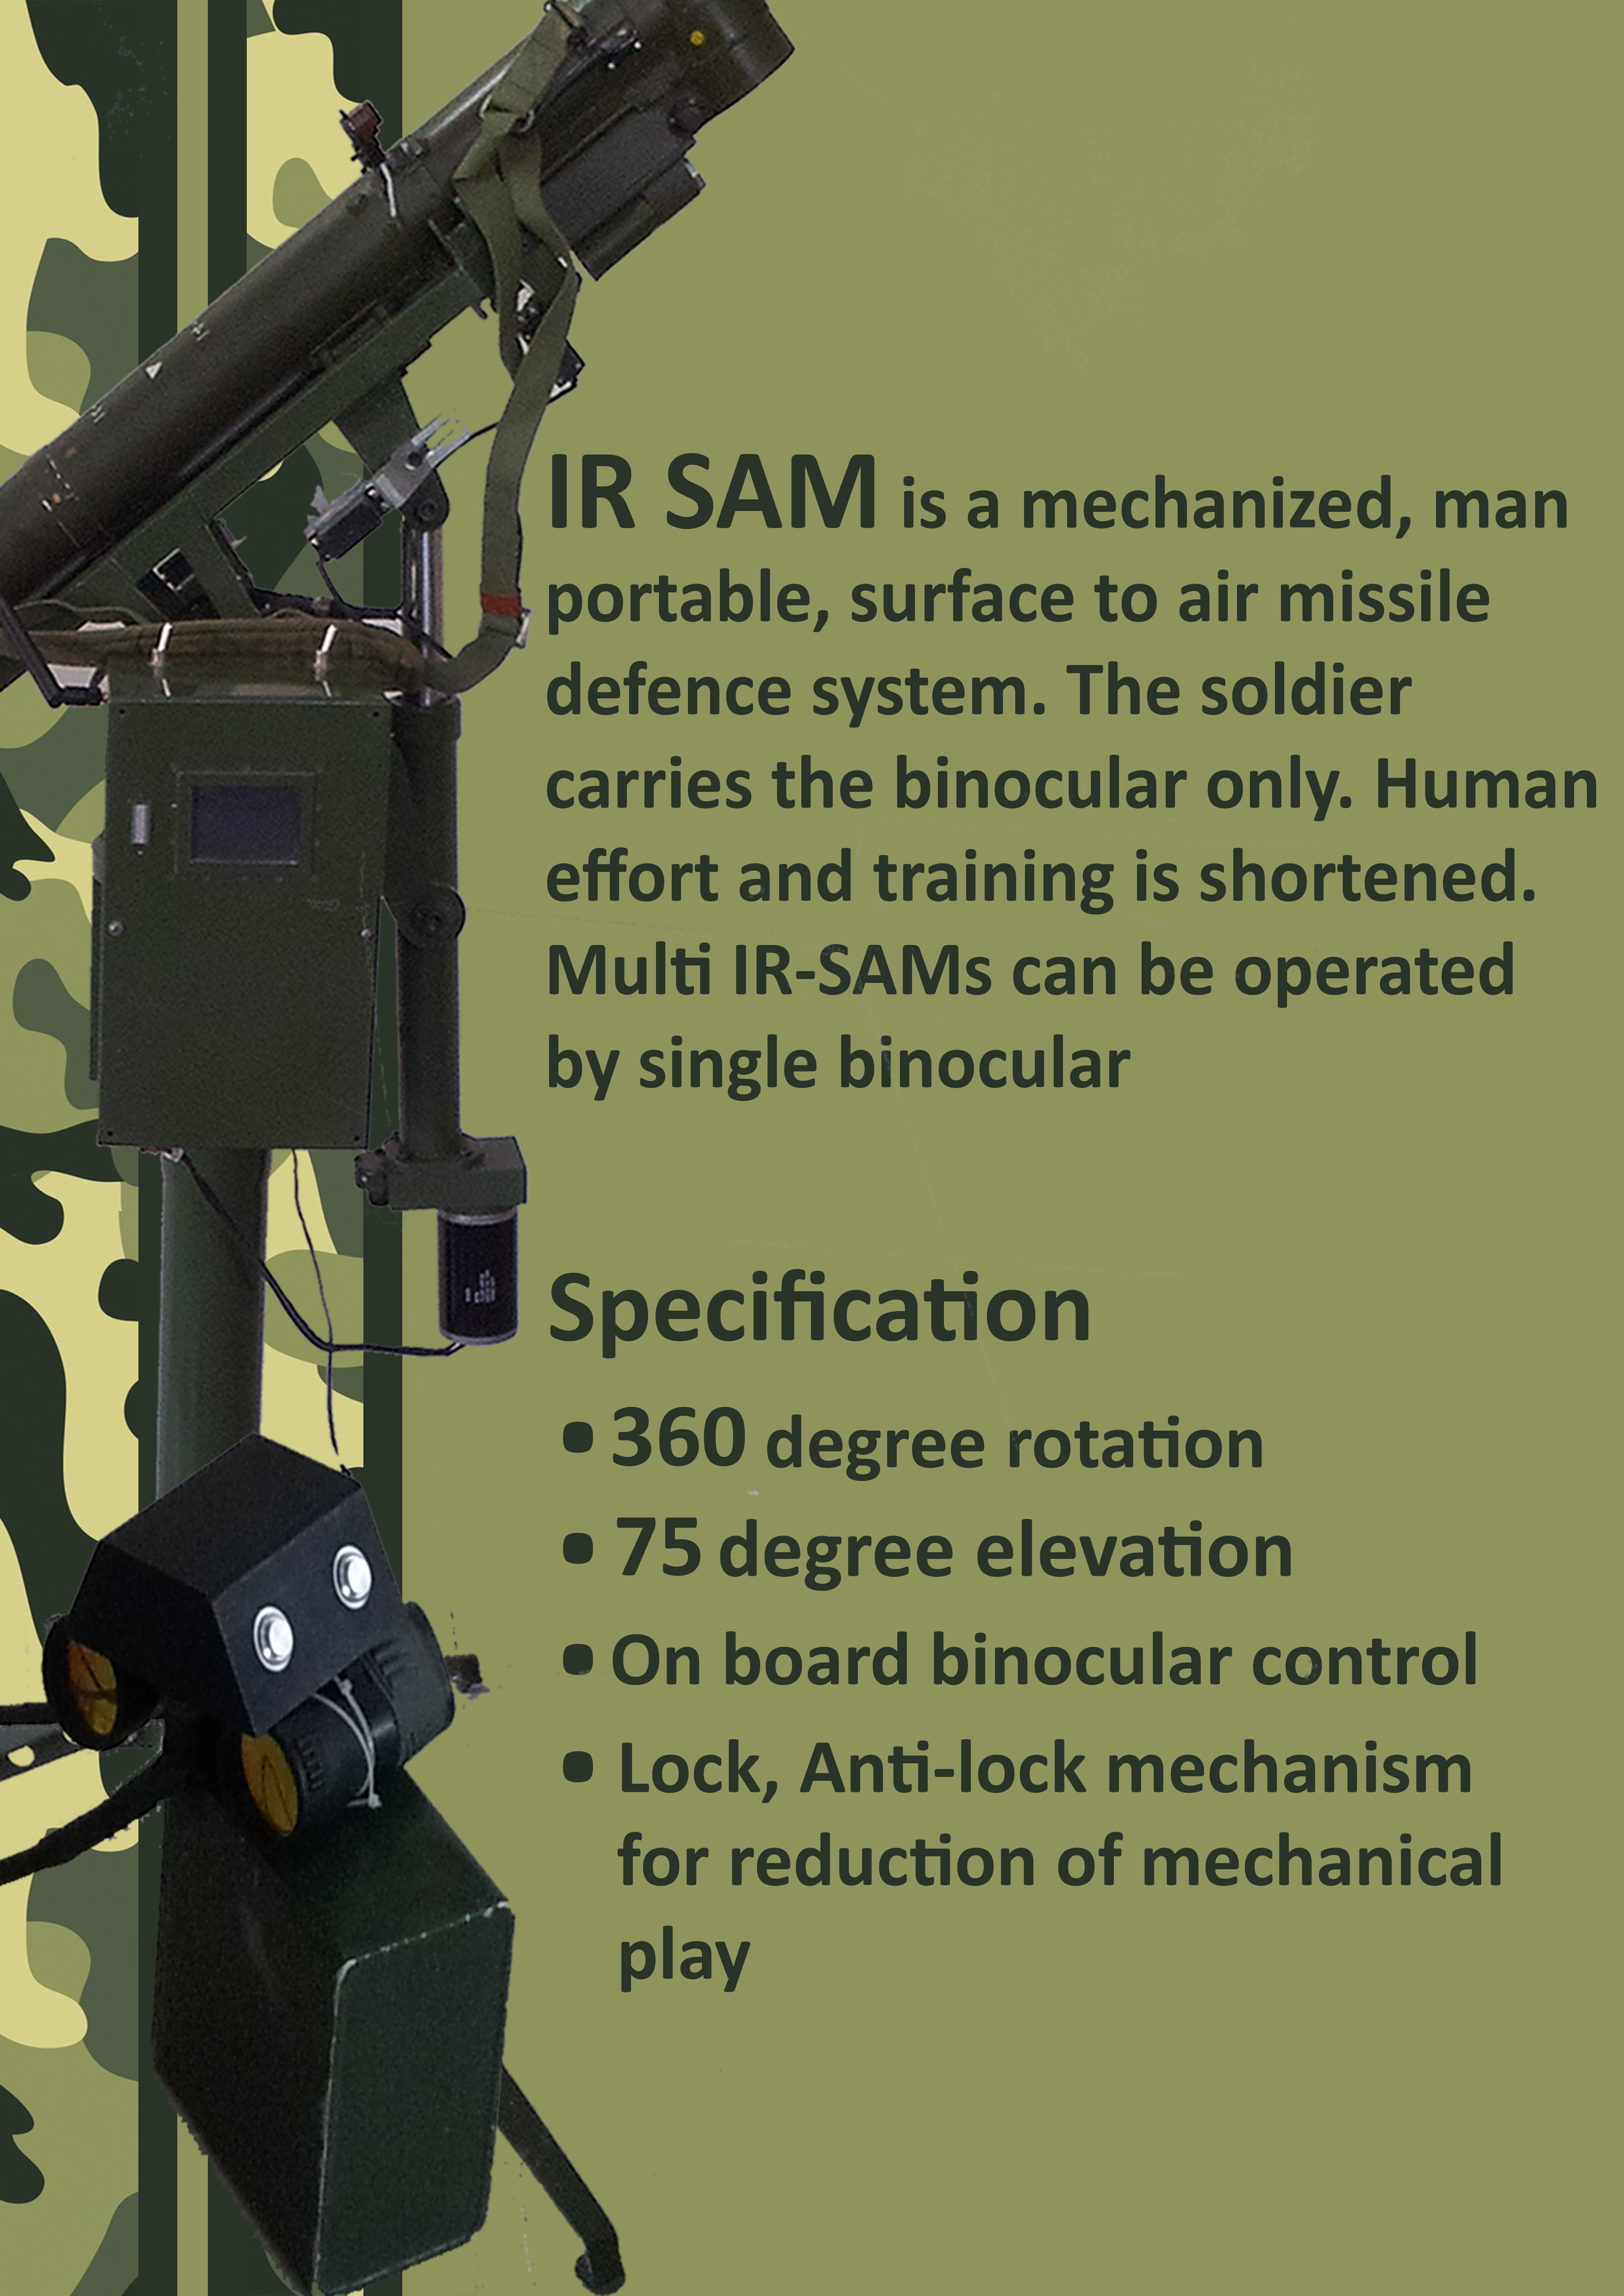 IR SAM is a mechanized, man
portable, surface to air missile
defence system. The soldier
carries the binocular only. Human
effort and training is shortened.
Multi IR-SAMs can be operated
by single binocular
Specification
• 360 degree rotation
• 75 degree elevation
• On board binocular control
• Lock, Anti-lock mechanism
for reduction of mechanical
play